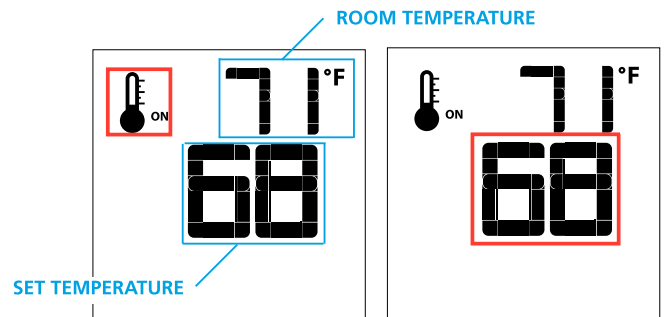 ROOM TEMPERATURE
71°F
ON
68
71°F
ON
68
SET TEMPERATURE